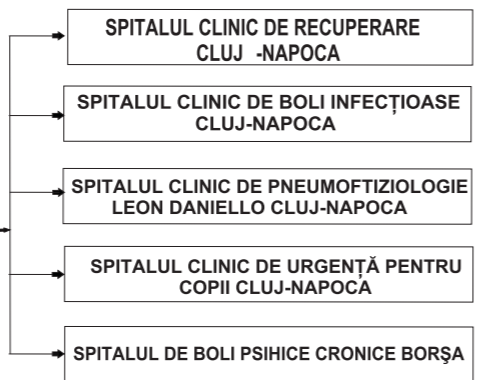 SPITALUL CLINIC DE RECUPERARE
CLUJ -NAPOCA
SPITALUL CLINIC DE BOLI INFECȚIOASE
CLUJ-NAPOCA
SPITALUL CLINIC DE PNEUMOFTIZIOLOGIE
LEON DANIELLO CLUJ-NAPOCA
SPITALUL CLINIC DE URGENȚĂ PENTRU
COPII CLUJ-NAPOCA
SPITALUL DE BOLI PSIHICE CRONICE BORŞA